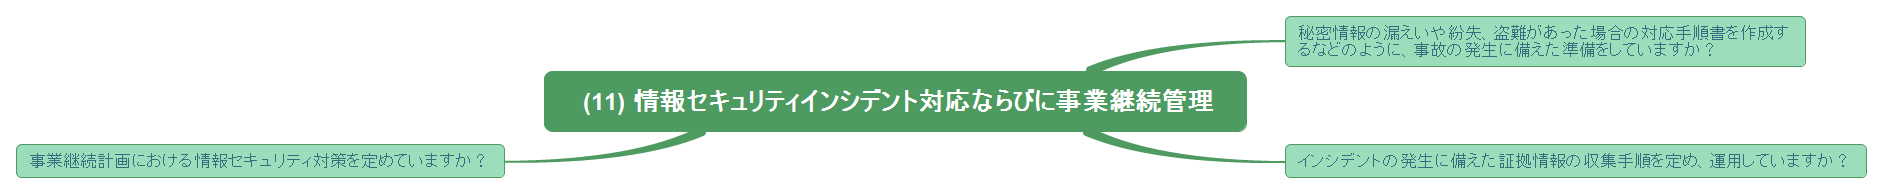 秘密情報の漏えいや紛失、盗難があった場合の対応手順書を作成す
るなどのように、事故の発生に備えた準備をしていますか？
(11) 情報セキュリティインシデント対応ならびに事業継続管理
事業継続計画における情報セキュリティ対策を定めていますか？
インシデントの発生に備えた証拠情報の収集手順を定め、運用していますか？